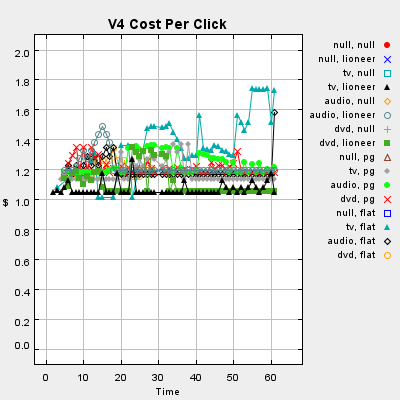 V4 Cost Per Click
2.0
1.8
1.6
1.4
1.2
1.0
0.8
0.6
0.4
0.2
0.0
$
0 10 20 30 40 50 60
Time
null, null
null, lioneer
tv, null
tv, lioneer
audio, null
audio, lioneer
dvd, null
dvd, lioneer
null, pg
tv, pg
audio, pg
dvd, pg
null, flat
tv, flat
audio, flat
dvd, flat